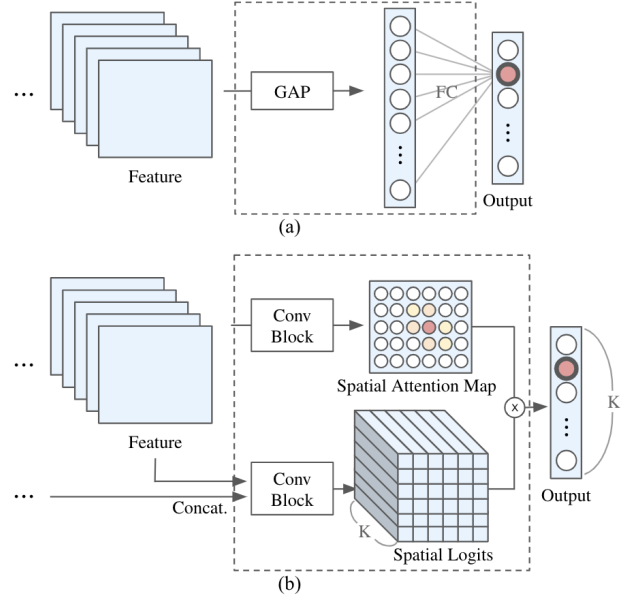 ...
GAP
FC
Feature
Output
(a)
...
Conv
Block
Spatial Attention Map
x
K
Feature
Output
...
Concat.
Conv
Block
K
Spatial Logits
(b)